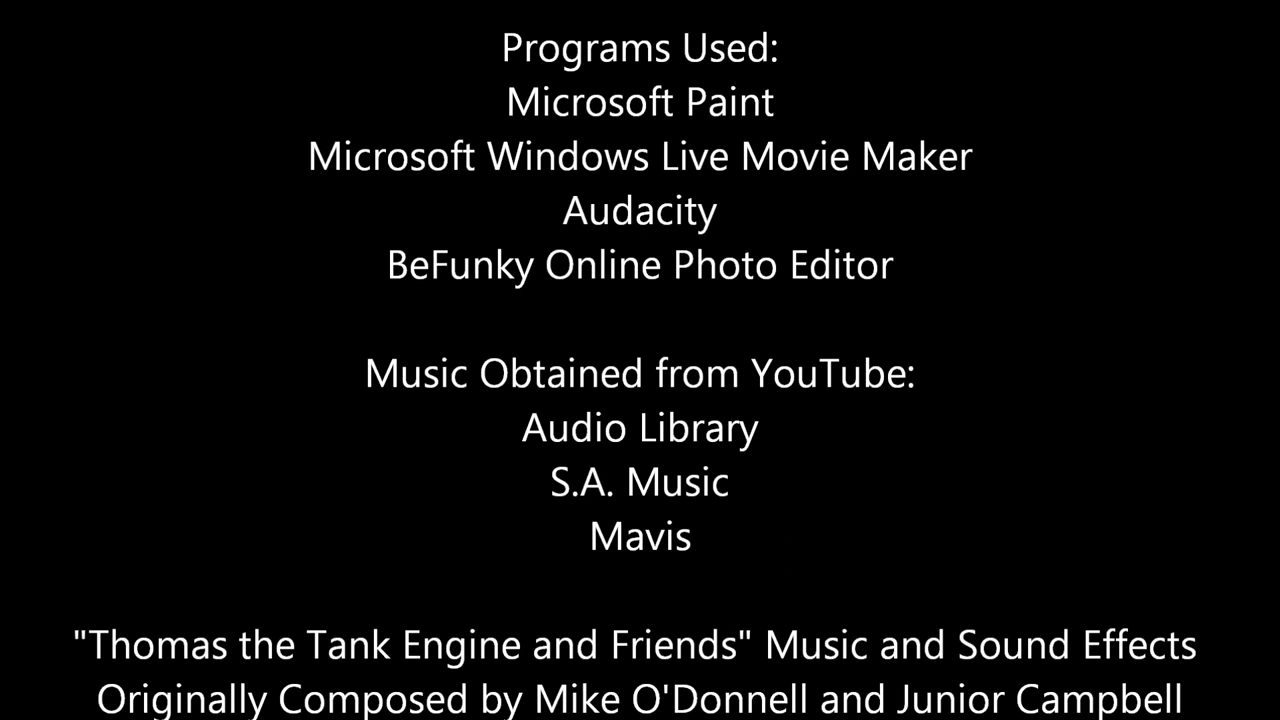 Programs Used:
Microsoft Paint
Microsoft Windows Live Movie Maker
Audacity
BeFunky Online Photo Editor
Music Obtained from YouTube:
Audio Library
S.A. Music
Mavis
"Thomas the Tank Engine and Friends" Music and Sound Effects
Originally Composed by Mike O'Donnell and Junior Campbell